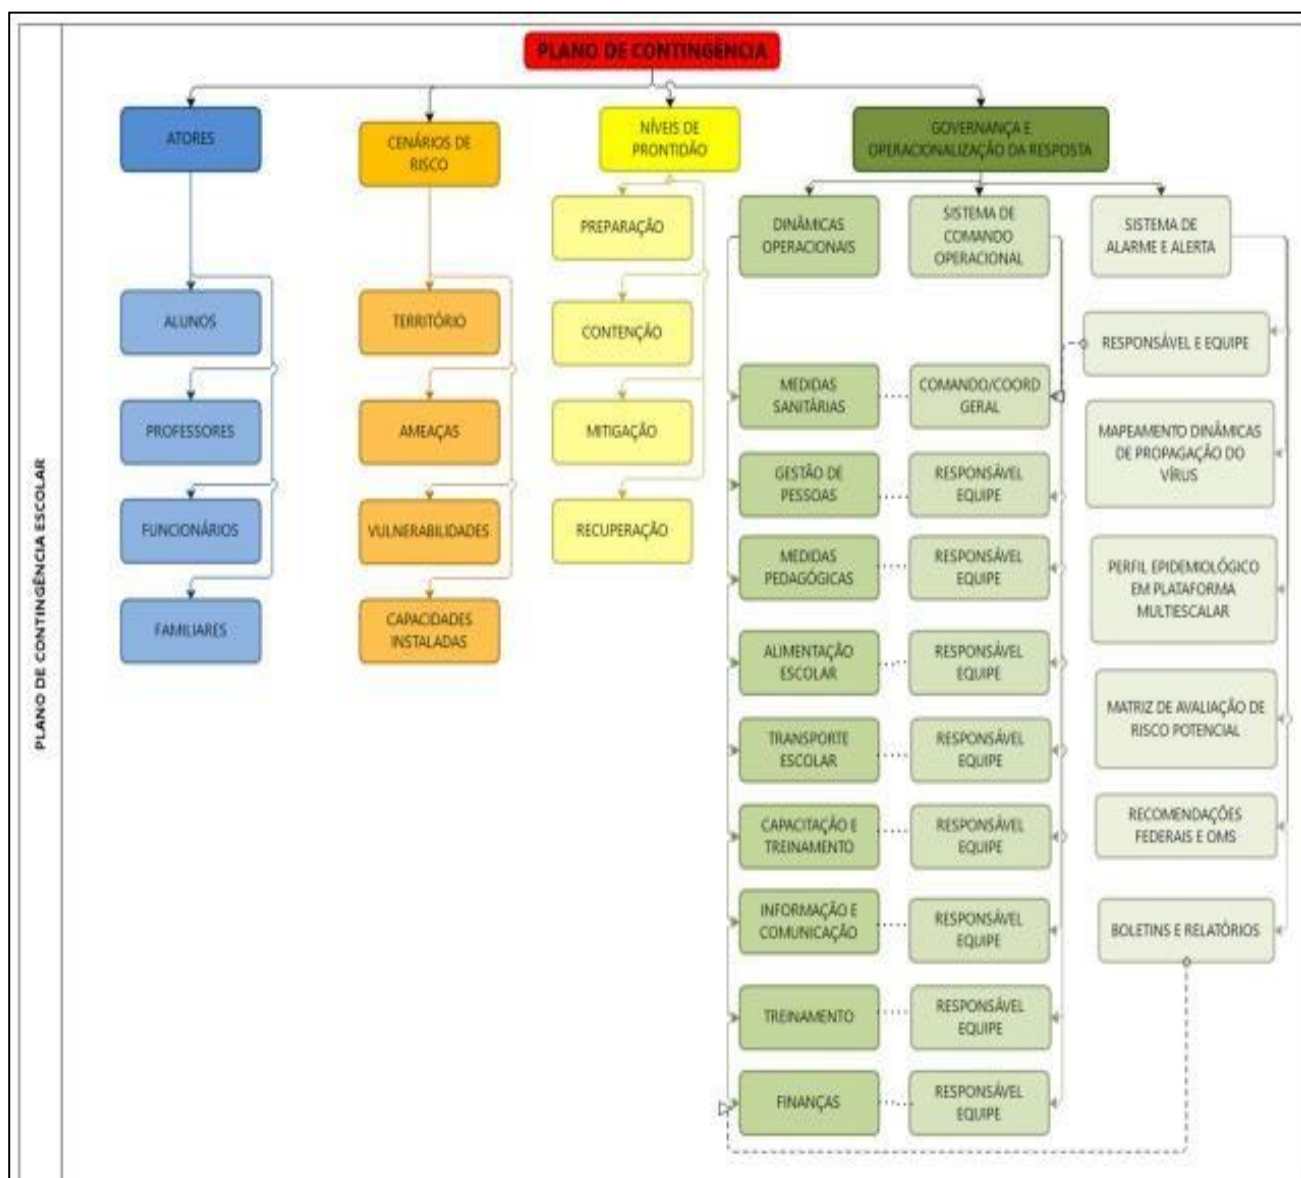 PLANO DE CONTINGÊNCIA ESCOLAR
PLANO DE CONTINGÊNCIA
ATORES
ALUNOS
PROFESSORES
FUNCIONÁRIOS
FAMILIARES
CENÁRIOS DE
RISCO
TERRITÓRIO
AMEAÇAS
VULNERABILIDADES
CAPACIDADES
INSTALADAS
NÍVEIS DE
PRONTIDÃO
PREPARAÇÃO
CONTENÇÃO
MITIGAÇÃO
RECUPERAÇÃO
GOVERNANÇA E
OPERACIONALIZAÇÃO DA RESPOSTA
DINÂMICAS
OPERACIONAIS
MEDIDAS
SANITÁRIAS
GESTÃO DE
PESSOAS
MEDIDAS
PEDAGÓGICAS
ALIMENTAÇÃO
ESCOLAR
TRANSPORTE
ESCOLAR
CAPACITAÇÃO E
TREINAMENTO
INFORMAÇÃO E
COMUNICAÇÃO
TREINAMENTO
FINANÇAS
SISTEMA DE
COMANDO
OPERACIONAL
COMANDO/COORD
GERAL
RESPONSÁVEL
EQUIPE
RESPONSÁVEL
EQUIPE
RESPONSÁVEL
EQUIPE
RESPONSÁVEL
EQUIPE
RESPONSÁVEL
EQUIPE
RESPONSÁVEL
EQUIPE
RESPONSÁVEL
EQUIPE
RESPONSÁVEL
EQUIPE
SISTEMA DE
ALARME E ALERTA
RESPONSÁVEL E EQUIPE
MAPEAMENTO DINÂMICAS
DE PROPAGAÇÃO DO
VÍRUS
PERFIL EPIDEMIOLÓGICO
EM PLATAFORMA
MULTIESCALAR
MATRIZ DE AVALIAÇÃO DE
RISCO POTENCIAL
RECOMENDAÇÕES
FEDERAIS E OMS
BOLETINS E RELATÓRIOS